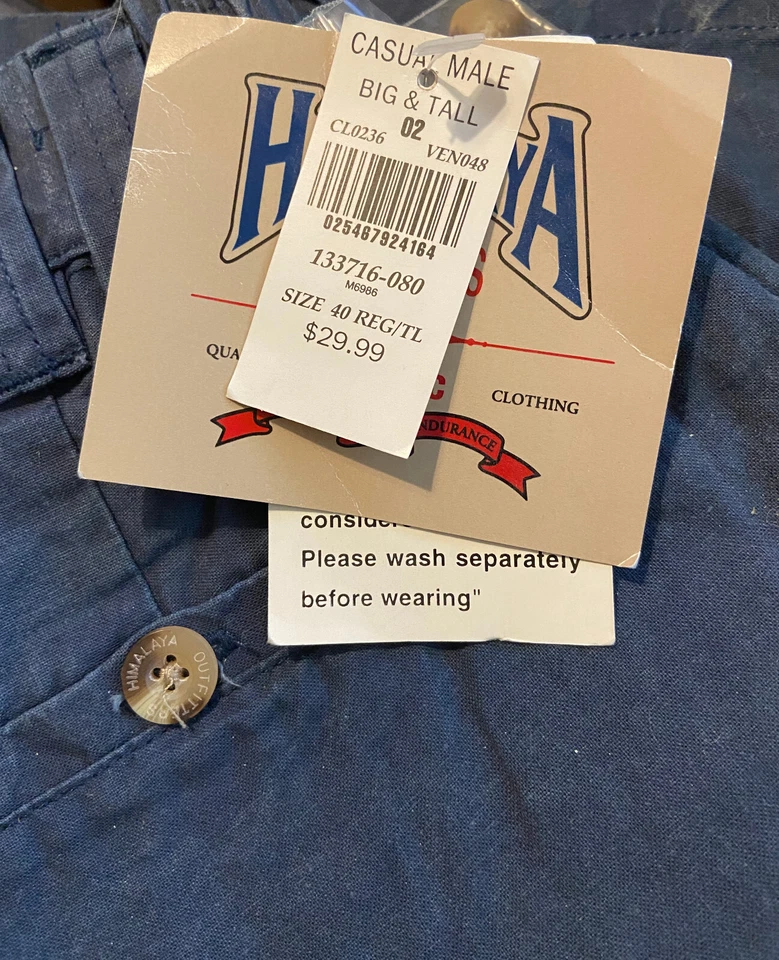 CASUAL MALE
BIG & TALL
02
CL0236 VEN048
025467924164
133716-080
M6986
SIZE 40 REG/TL
$29.99
CLOTHING
Please wash separately
before wearing"
HIMALAYA OUTFITTERS